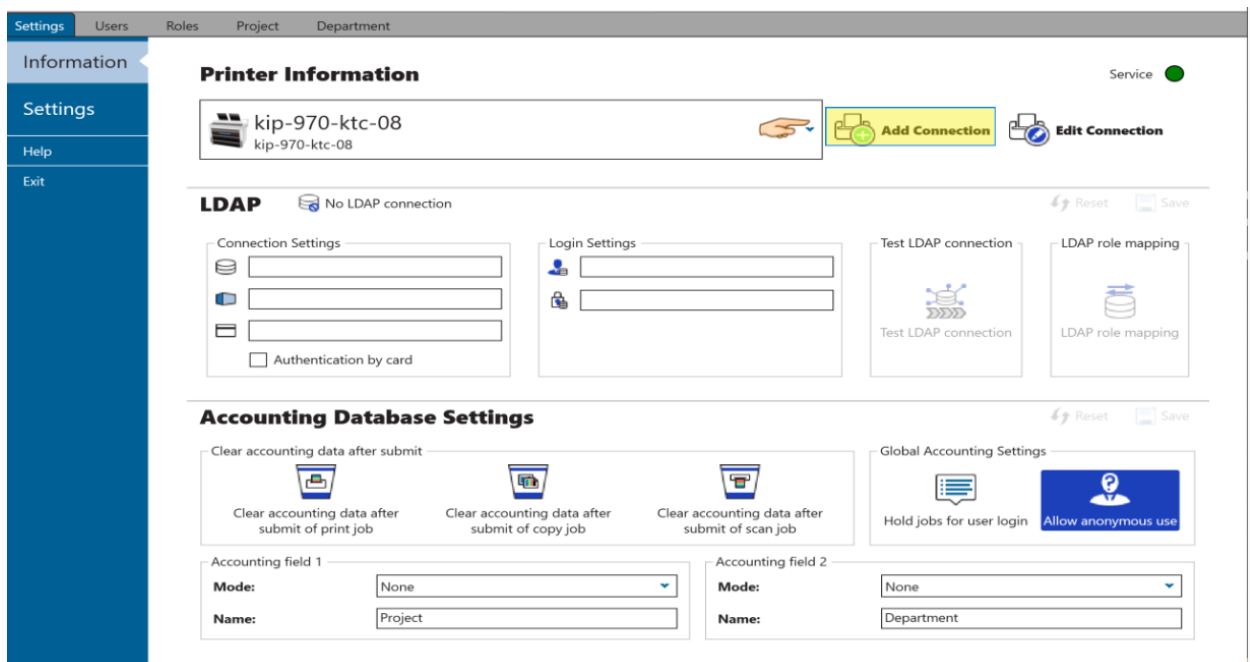 Settings Users Roles Project Department
Information
Settings
Help
Exit
Printer Information
Service
kip-970-ktc-08
kip-970-ktc-08
Add Connection
Edit Connection
LDAP No LDAP connection
Reset Save
Connection Settings
Authentication by card
Login Settings
Test LDAP connection
Test LDAP connection
LDAP role mapping
LDAP role mapping
Accounting Database Settings
Reset Save
Clear accounting data after submit
Clear accounting data after
submit of print job
Clear accounting data after
submit of copy job
Clear accounting data after
submit of scan job
Global Accounting Settings
Hold jobs for user login
Allow anonymous use
Accounting field 1
Mode: None
Name: Project
Accounting field 2
Mode: None
Name: Department